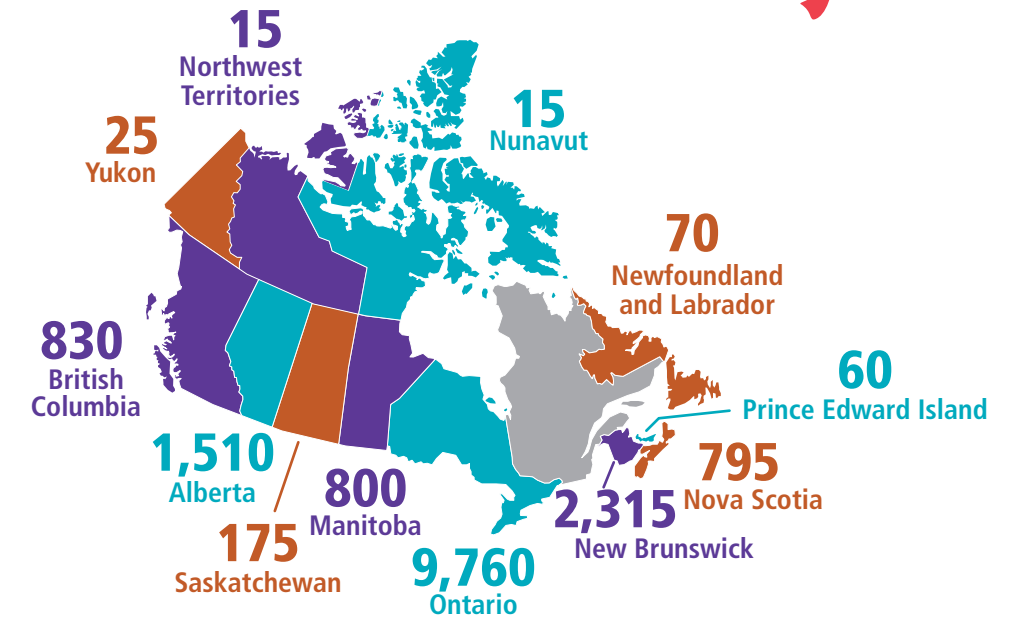 15
Northwest
Territories
15
Nunavut
25
Yukon
70
Newfoundland
and Labrador
830
British
Columbia
60
Prince Edward Island
1,510
Alberta
800
Manitoba
795
Nova Scotia
2,315
New Brunswick
175
Saskatchewan
9,760
Ontario